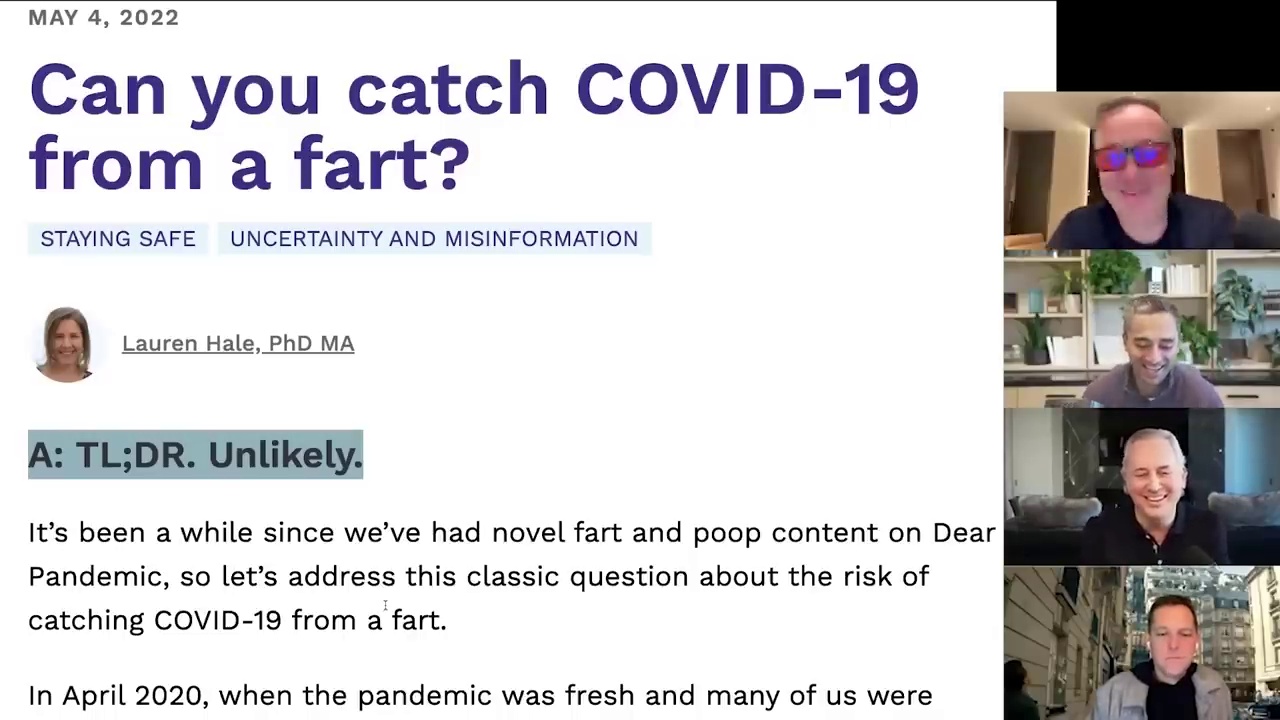 MAY 4, 2022
Can you catch COVID-19
from a fart?
STAYING SAFE UNCERTAINTY AND MISINFORMATION
Lauren Hale, PhD MA
A: TL;DR. Unlikely.
It’s been a while since we’ve had novel fart and poop content on Dear
Pandemic, so let’s address this classic question about the risk of
catching COVID-19 from a fart.
In April 2020, when the pandemic was fresh and many of us were